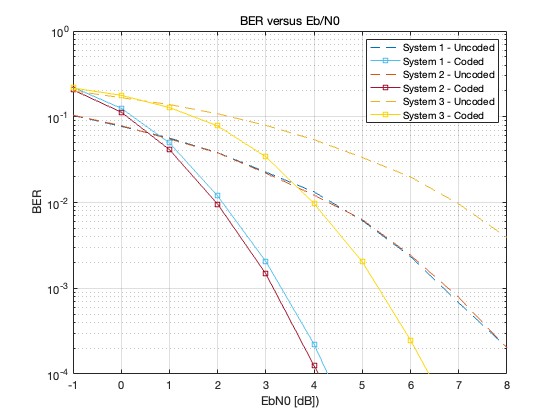 BER versus Eb/N0
10^0
10^-1
10^-2
10^-3
10^-4
BER
System 1 - Uncoded
System 1 - Coded
System 2 - Uncoded
System 2 - Coded
System 3 - Uncoded
System 3 - Coded
-1 0 1 2 3 4 5 6 7 8
EbN0 [dB])